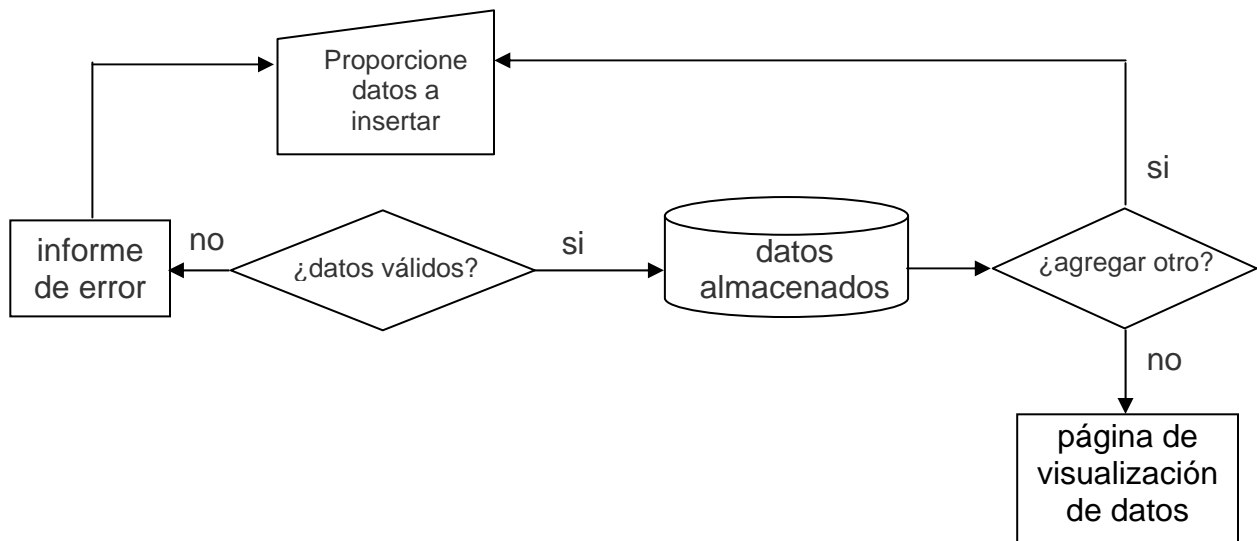 Proporcione
datos a
insertar
si
informe
de error
no
¿datos válidos?
si
datos
almacenados
¿agregar otro?
no
página de
visualización
de datos